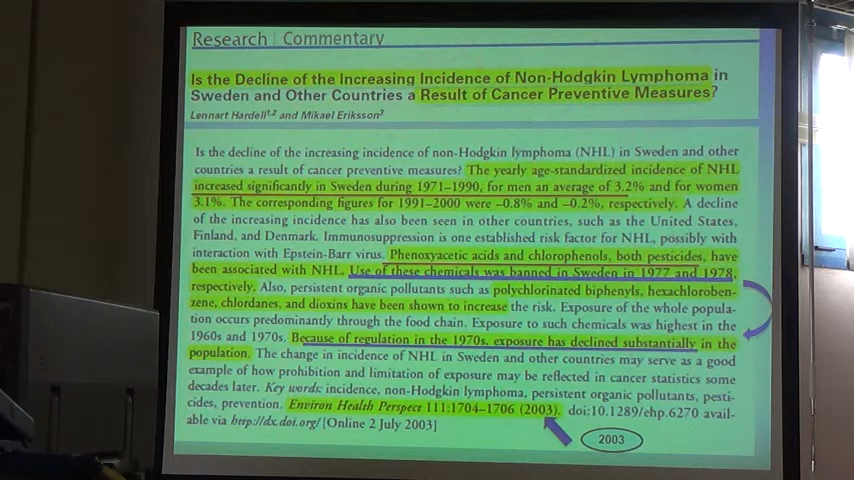 Research | Commentary
Is the Decline of the Increasing Incidence of Non-Hodgkin Lymphoma in
Sweden and Other Countries a Result of Cancer Preventive Measures?
Lennart Hardell1,2 and Mikael Eriksson3
Is the decline of the increasing incidence of non-Hodgkin lymphoma (NHL) in Sweden and other
countries a result of cancer preventive measures? The yearly age-standardized incidence of NHL
increased significantly in Sweden during 1971–1990, for men an average of 3.2% and for women
3.1%. The corresponding figures for 1991–2000 were –0.8% and –0.2%, respectively. A decline
of the increasing incidence has also been seen in other countries, such as the United States,
Finland, and Denmark. Immunosuppression is one established risk factor for NHL, possibly with
interaction with Epstein-Barr virus. Phenoxyacetic acids and chlorophenols, both pesticides, have
been associated with NHL. Use of these chemicals was banned in Sweden in 1977 and 1978,
respectively. Also, persistent organic pollutants such as polychlorinated biphenyls, hexachloroben-
zene, chlordanes, and dioxins have been shown to increase the risk. Exposure of the whole popula-
tion occurs predominantly through the food chain. Exposure to such chemicals was highest in the
1960s and 1970s. Because of regulation in the 1970s, exposure has declined substantially in the
population. The change in incidence of NHL in Sweden and other countries may serve as a good
example of how prohibition and limitation of exposure may be reflected in cancer statistics some
decades later. Key words: incidence, non-Hodgkin lymphoma, persistent organic pollutants, pesti-
cides, prevention. Environ Health Perspect 111:1704–1706 (2003). doi:10.1289/ehp.6270 avail-
able via http://dx.doi.org/ [Online 2 July 2003]
2003